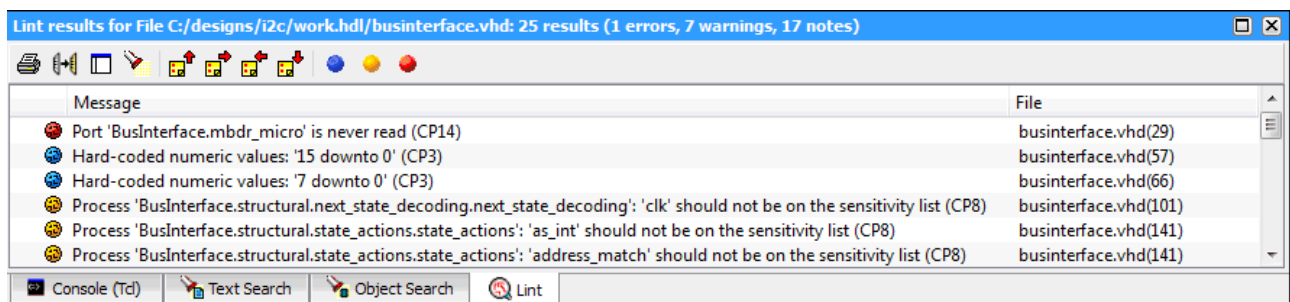 Lint results for File C:/designs/i2c/work.hdl/businterface.vhd: 25 results (1 errors, 7 warnings, 17 notes)
Message File
Port 'BusInterface.mbdr_micro' is never read (CP14) businterface.vhd(29)
Hard-coded numeric values: '15 downto 0' (CP3) businterface.vhd(57)
Hard-coded numeric values: '7 downto 0' (CP3) businterface.vhd(66)
Process 'BusInterface.structural.next_state_decoding.next_state_decoding': 'clk' should not be on the sensitivity list (CP8) businterface.vhd(101)
Process 'BusInterface.structural.state_actions.state_actions': 'as_int' should not be on the sensitivity list (CP8) businterface.vhd(141)
Process 'BusInterface.structural.state_actions.state_actions': 'address_match' should not be on the sensitivity list (CP8) businterface.vhd(141)
Console (Tcl) Text Search Object Search Lint